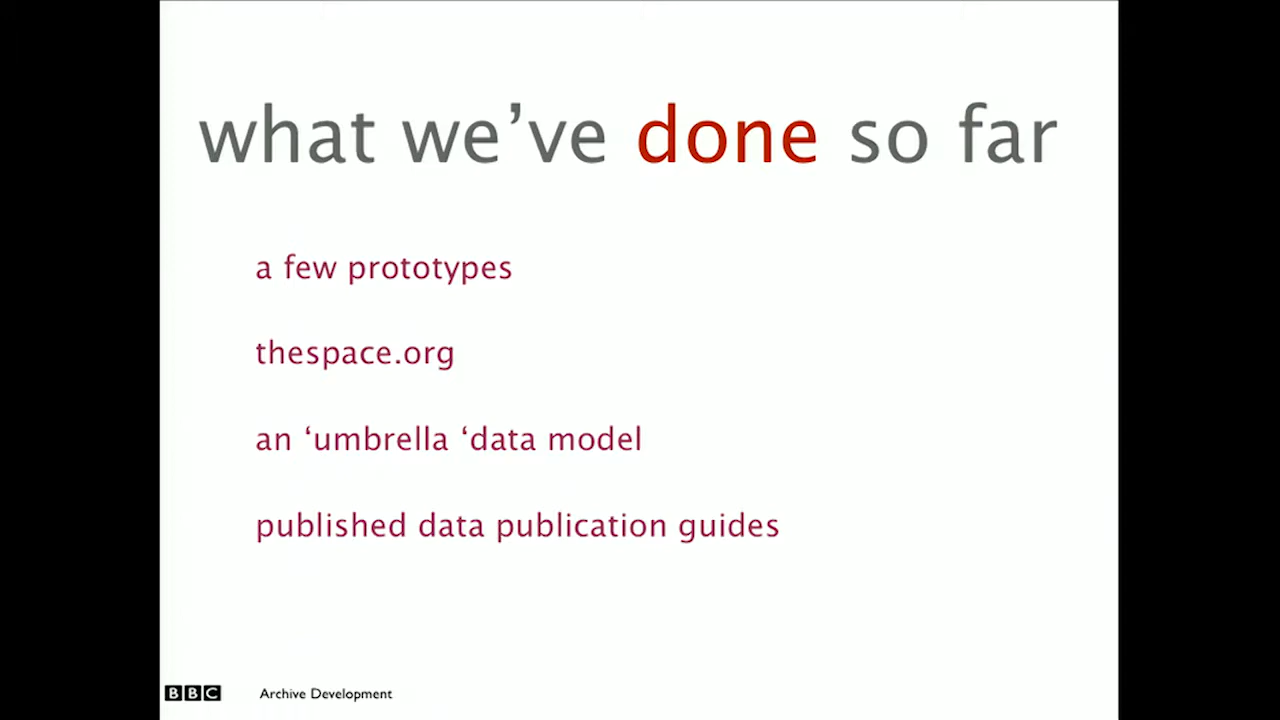 what we’ve done so far
a few prototypes
thespace.org
an ‘umbrella ‘data model
published data publication guides
BBC Archive Development